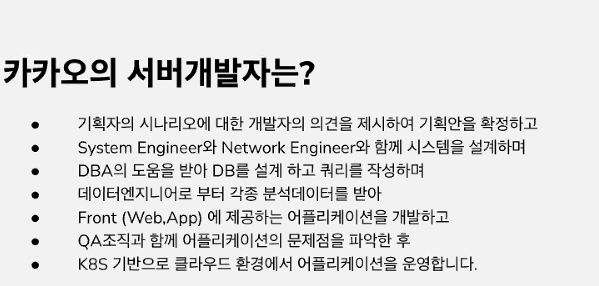 카카오의 서버개발자는?
● 기획자의 시나리오에 대한 개발자의 의견을 제시하여 기획안을 확정하고
● System Engineer와 Network Engineer와 함께 시스템을 설계하며
● DBA의 도움을 받아 DB를 설계 하고 쿼리를 작성하며
● 데이터엔지니어로 부터 각종 분석데이터를 받아
● Front (Web,App) 에 제공하는 어플리케이션을 개발하고
● QA조직과 함께 어플리케이션의 문제점을 파악한 후
● K8S 기반으로 클라우드 환경에서 어플리케이션을 운영합니다.